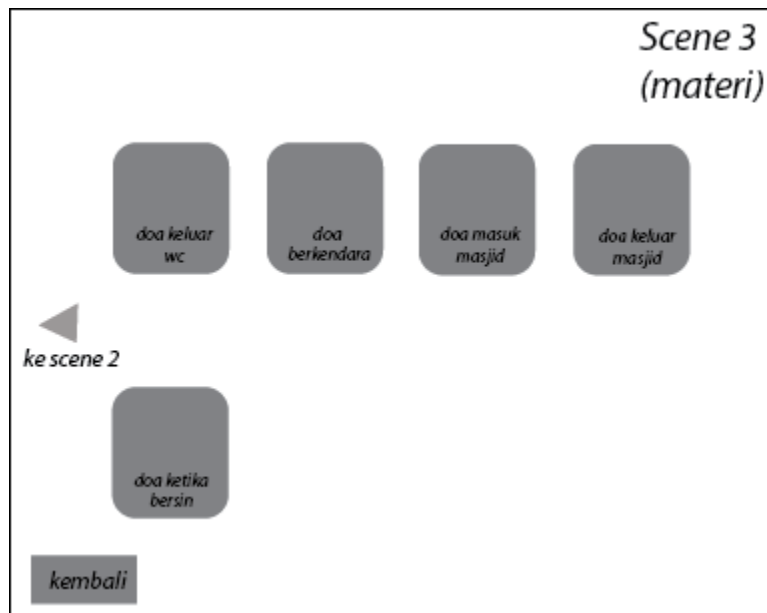 Scene 3
(materi)
doa keluar
wc
doa
berkendara
doa masuk
masjid
doa keluar
masjid
ke scene 2
doa ketika
bersin
kembali